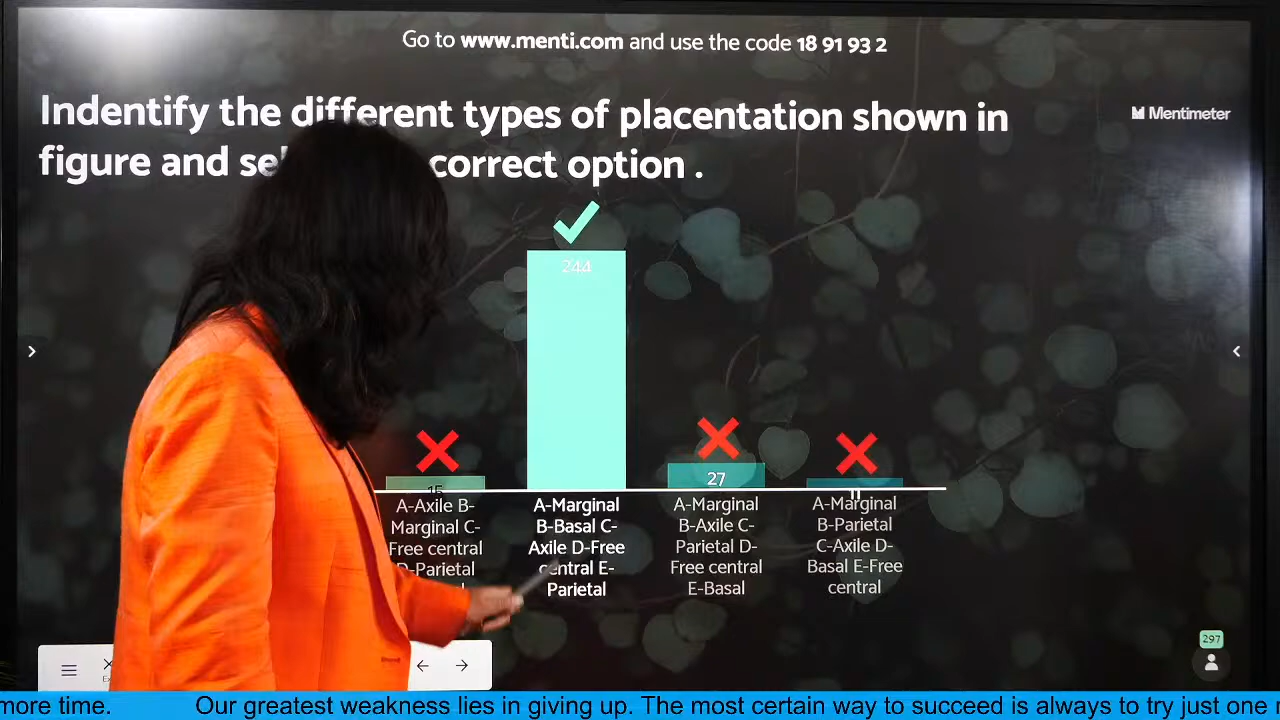 Go to www.menti.com and use the code 18 91 93 2
Indentify the different types of placentation shown in
figure and correct option .
Mentimeter
244
15
27
11
A-Axile B-
Marginal C-
Free central
D-Parietal
A-Marginal
B-Basal C-
Axile D-Free
central E-
Parietal
A-Marginal
B-Axile C-
Parietal D-
Free central
E-Basal
A-Marginal
B-Parietal
C-Axile D-
Basal E-Free
central
297
more time. Our greatest weakness lies in giving up. The most certain way to succeed is always to try just one